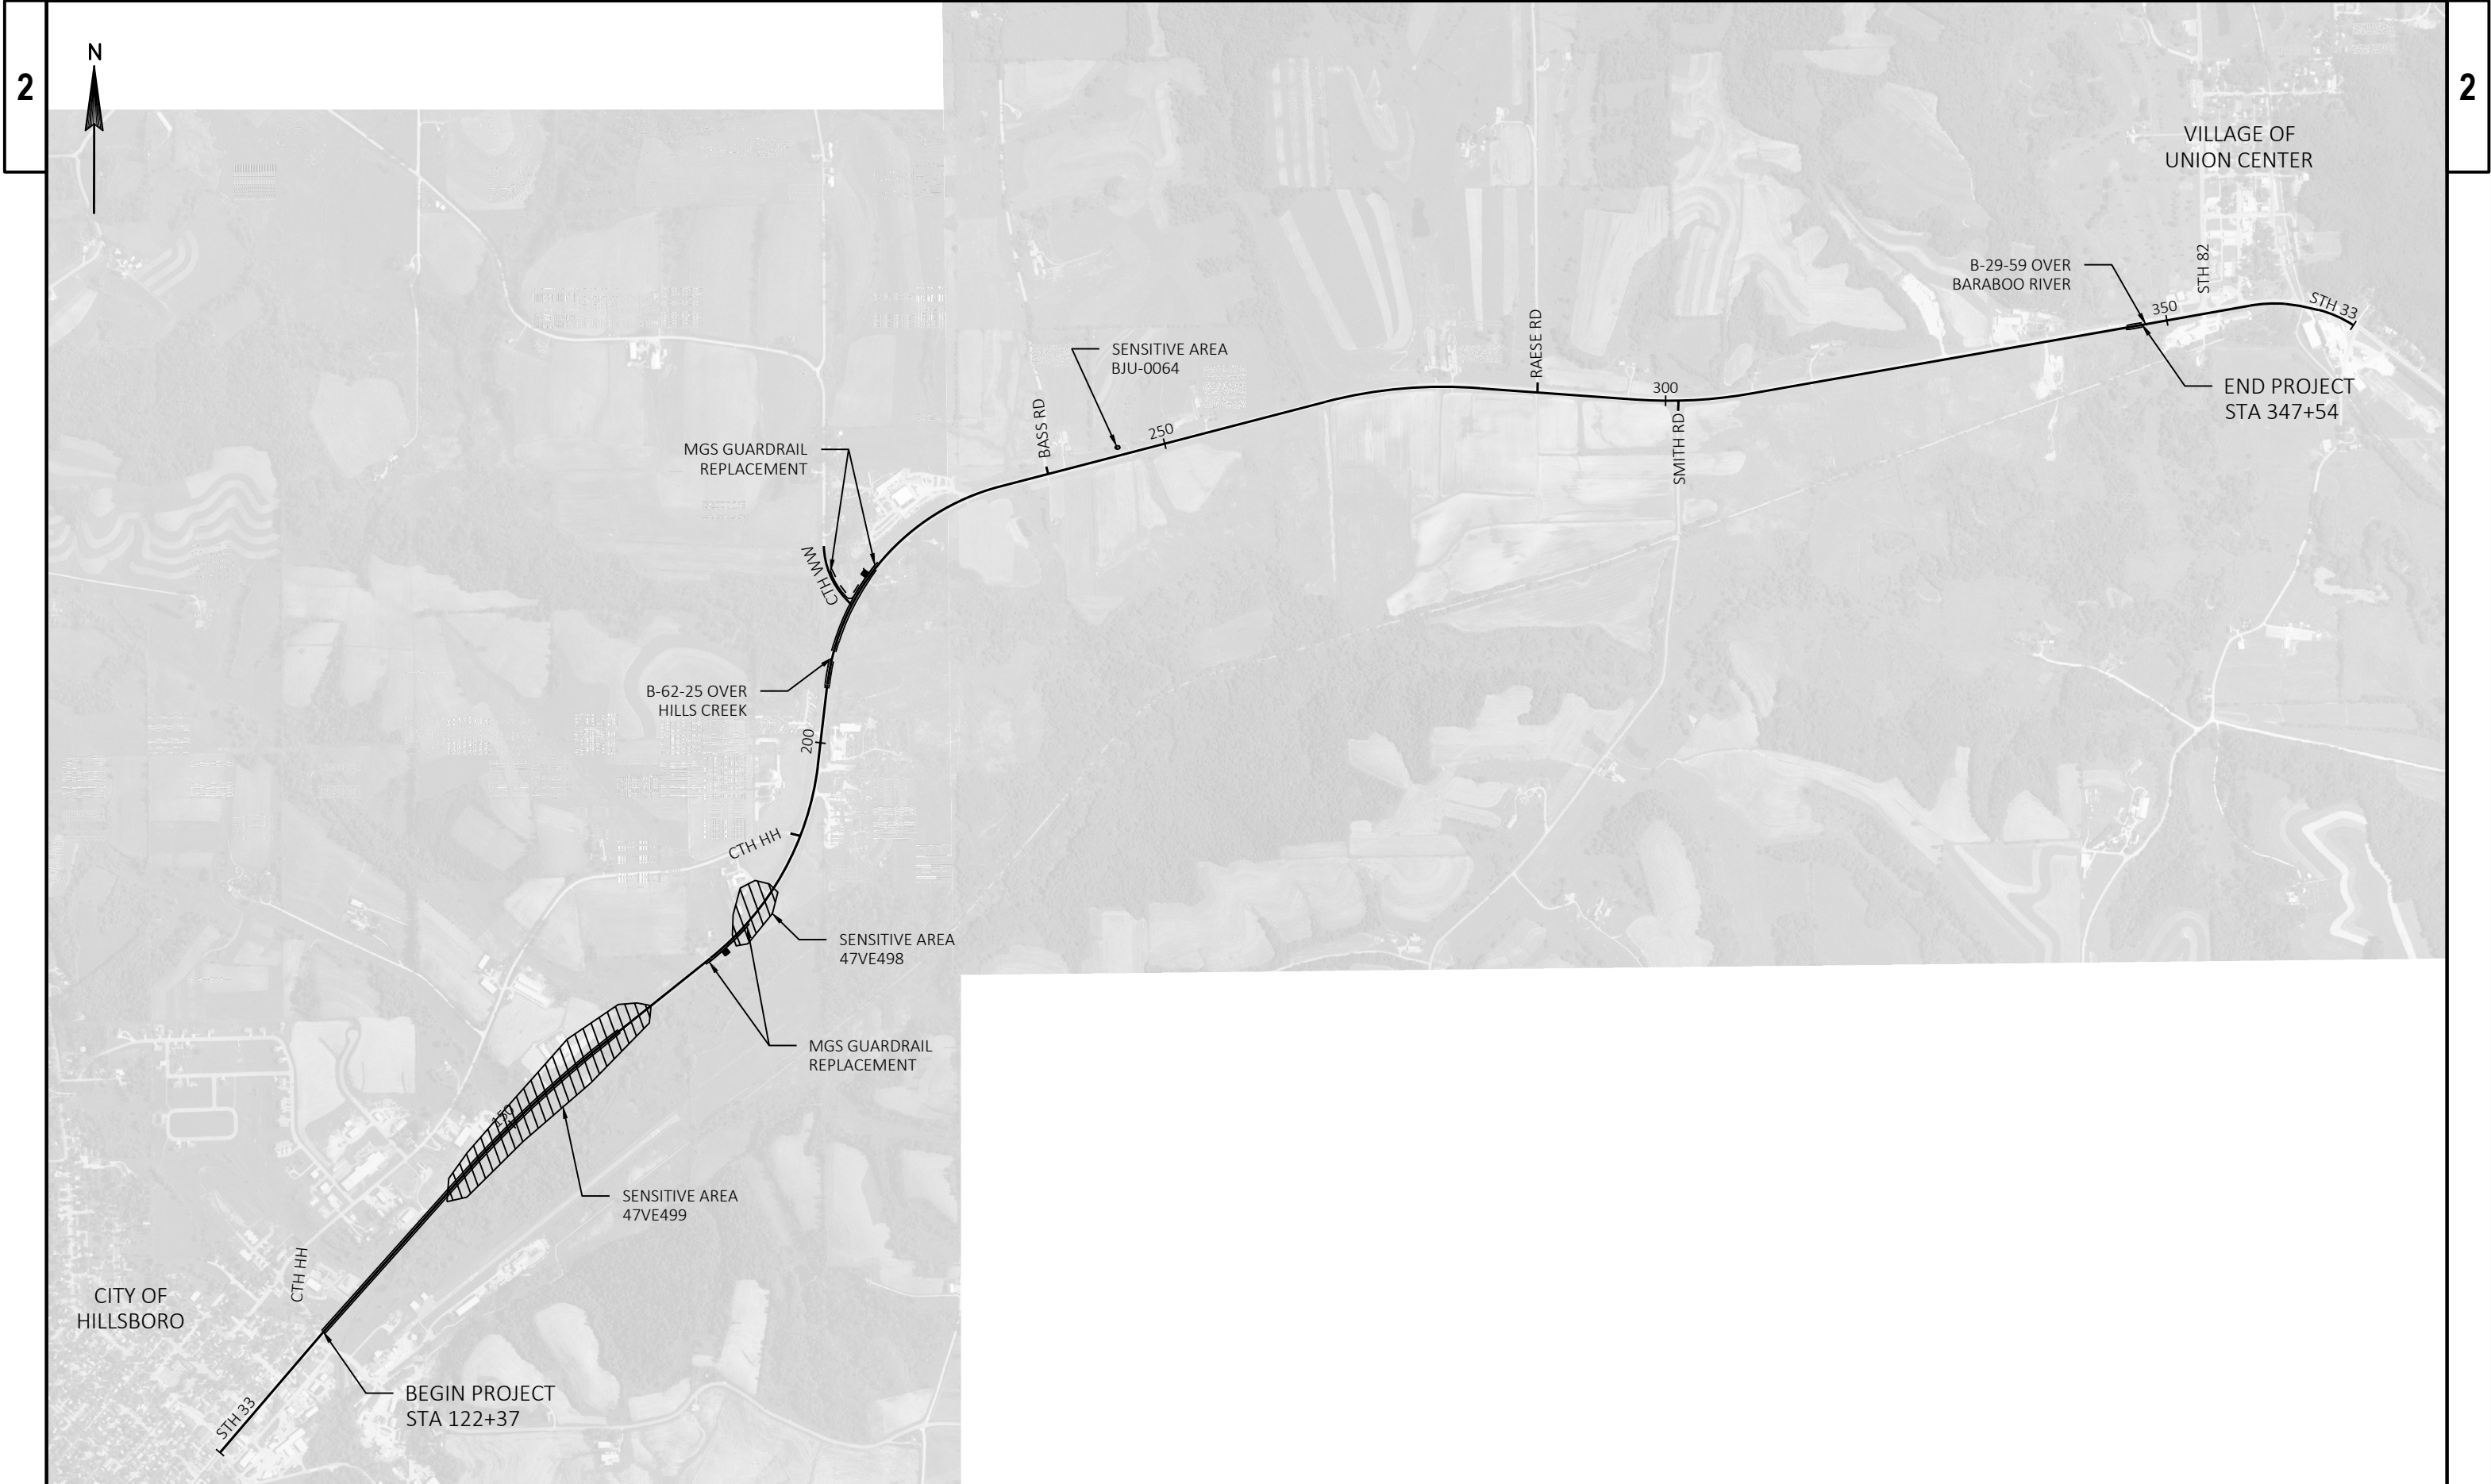 2
2
N
VILLAGE OF
UNION CENTER
STH 82
B-29-59 OVER
BARABOO RIVER
350
STH 33
END PROJECT
STA 347+54
RAESE RD
300
SMITH RD
SENSITIVE AREA
BJU-0064
BASS RD
250
MGS GUARDRAIL
REPLACEMENT
CTH WW
B-62-25 OVER
HILLS CREEK
200
CTH HH
SENSITIVE AREA
47VE498
MGS GUARDRAIL
REPLACEMENT
150
SENSITIVE AREA
47VE499
CTH HH
CITY OF
HILLSBORO
BEGIN PROJECT
STA 122+37
STH 33